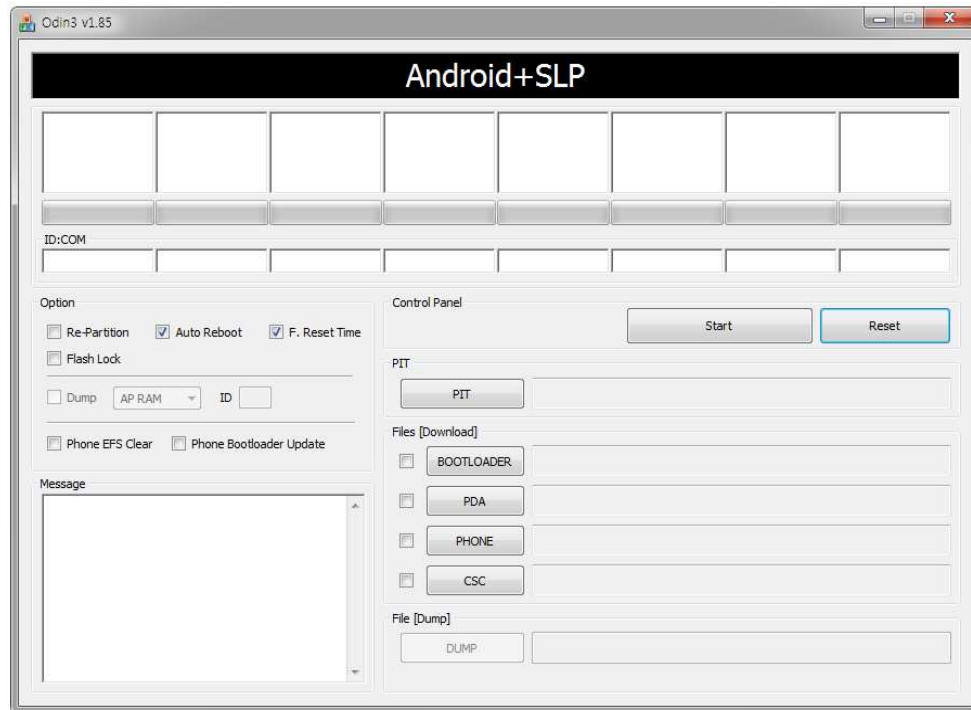 Odin3 v1.85
Android+SLP
ID:COM
Option
Re-Partition Auto Reboot F. Reset Time
Flash Lock
Dump AP RAM ID
Phone EFS Clear Phone Bootloader Update
Message
Control Panel
Start Reset
PIT
PIT
Files [Download]
BOOTLOADER
PDA
PHONE
CSC
File [Dump]
DUMP